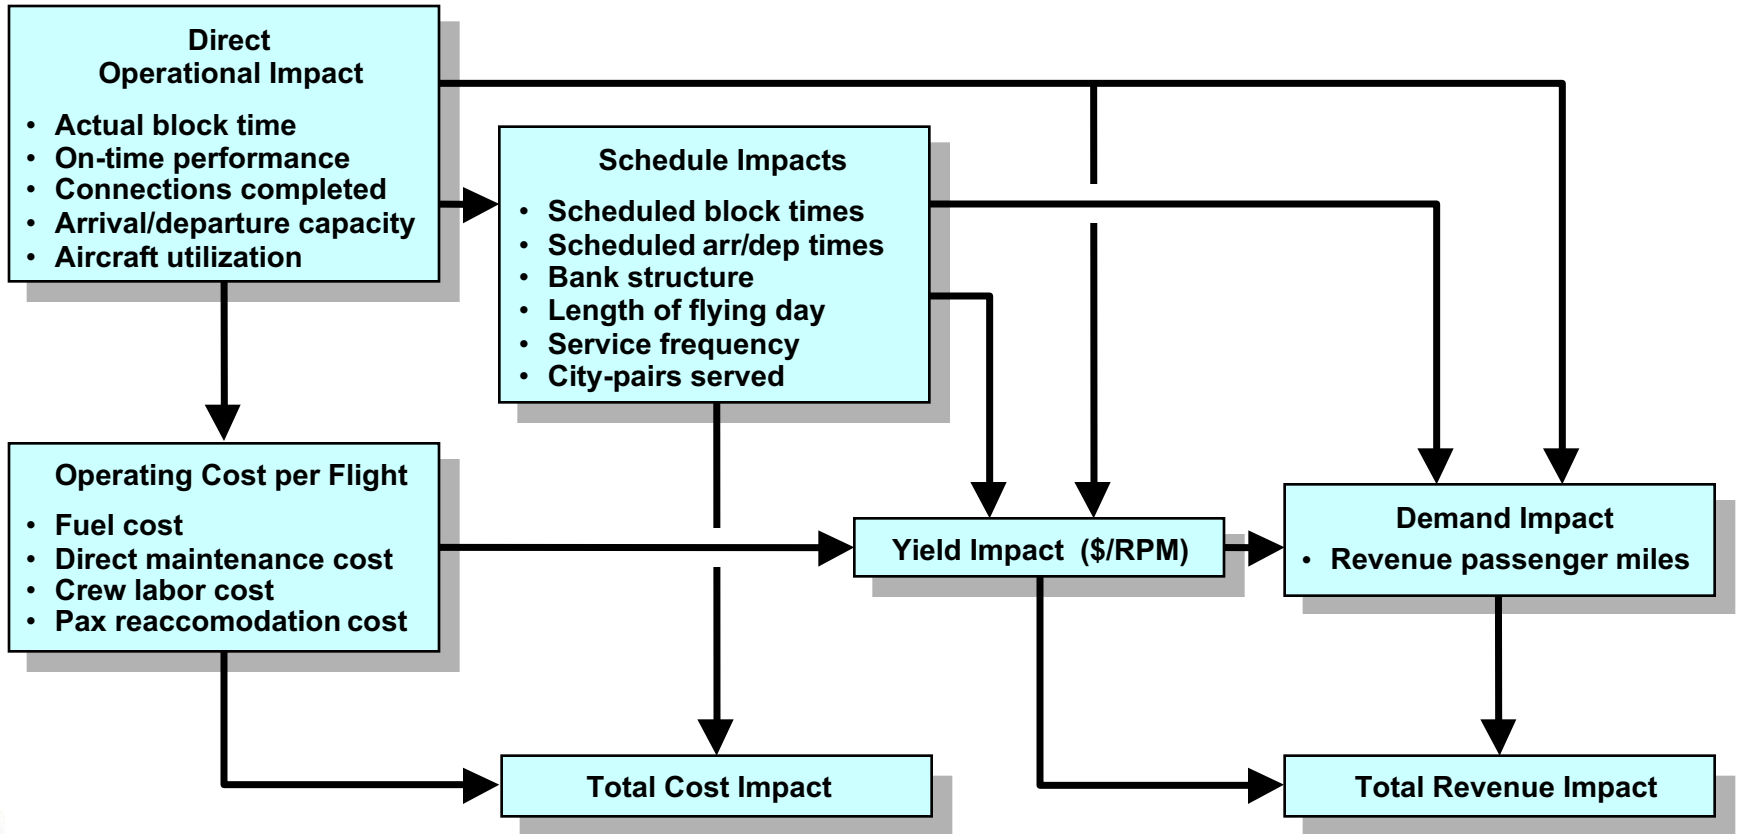 Direct
Operational Impact
• Actual block time
• On-time performance
• Connections completed
• Arrival/departure capacity
• Aircraft utilization
Schedule Impacts
• Scheduled block times
• Scheduled arr/dep times
• Bank structure
• Length of flying day
• Service frequency
• City-pairs served
Operating Cost per Flight
• Fuel cost
• Direct maintenance cost
• Crew labor cost
• Pax reaccomodation cost
Yield Impact ($/RPM)
Demand Impact
• Revenue passenger miles
Total Cost Impact
Total Revenue Impact